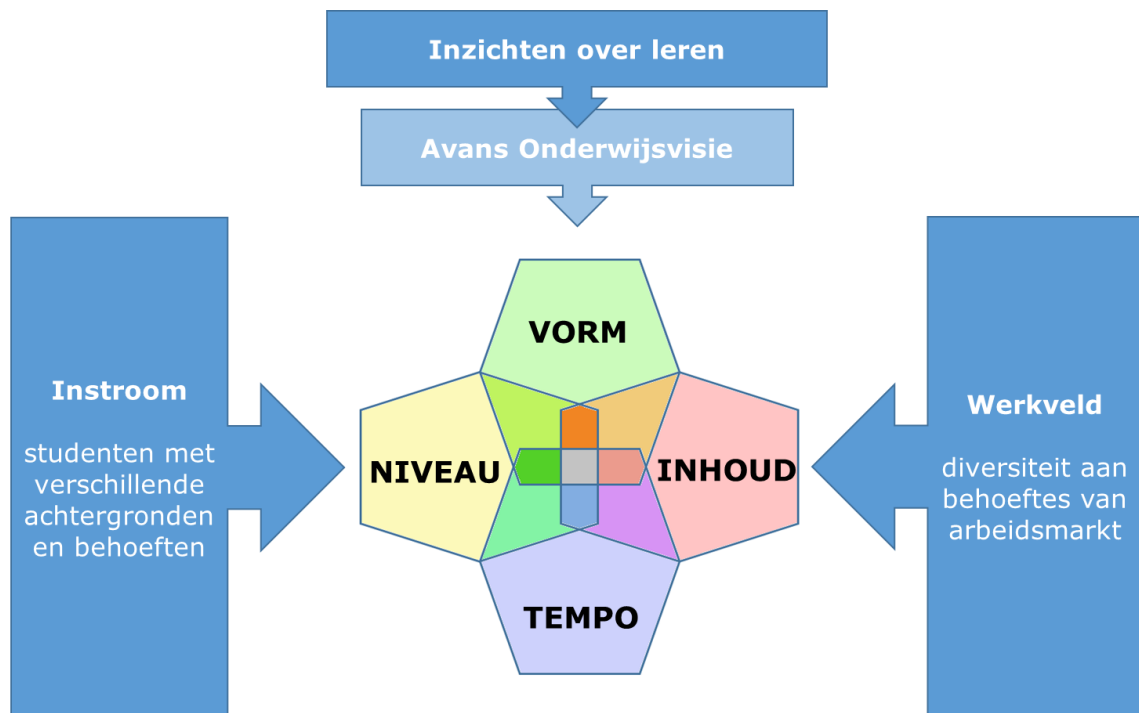 Inzichten over leren
Avans Onderwijsvisie
Instroom
studenten met
verschillende
achtergronden
en behoeften
VORM
NIVEAU
INHOUD
TEMPO
Werkveld
diversiteit aan
behoeftes van
arbeidsmarkt